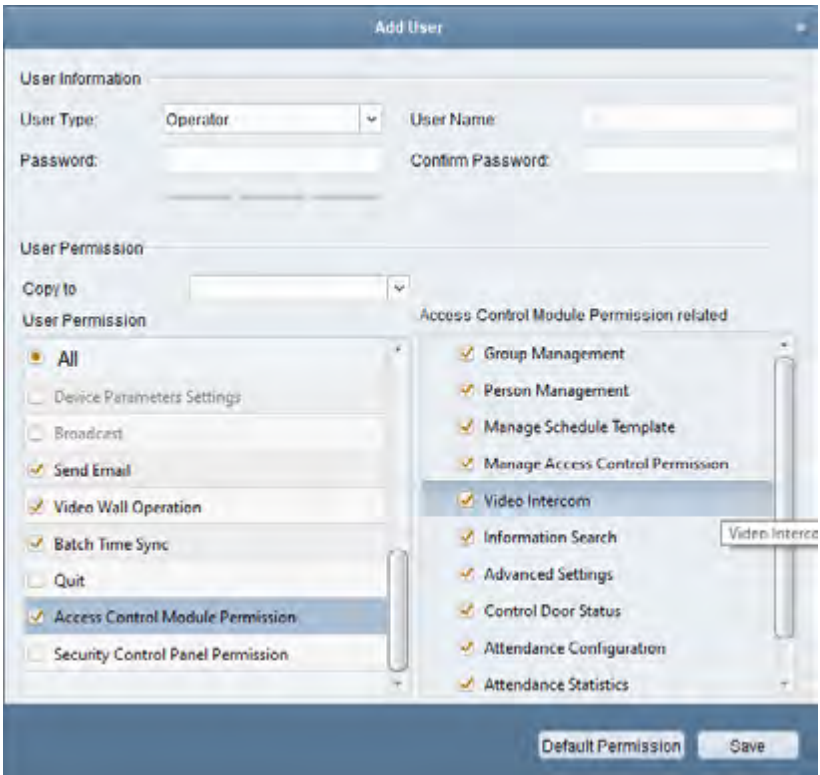 Add User
User Information
User Type: Operator User Name:
Password: Confirm Password:
User Permission
Copy to
User Permission
All
Device Parameters Settings
Broadcast
Send Email
Video Wall Operation
Batch Time Sync
Quit
Access Control Module Permission
Security Control Panel Permission
Access Control Module Permission related
Group Management
Person Management
Manage Schedule Template
Manage Access Control Permission
Video Intercom
Video Interco
Information Search
Advanced Settings
Control Door Status
Attendance Configuration
Attendance Statistics
Default Permission Save